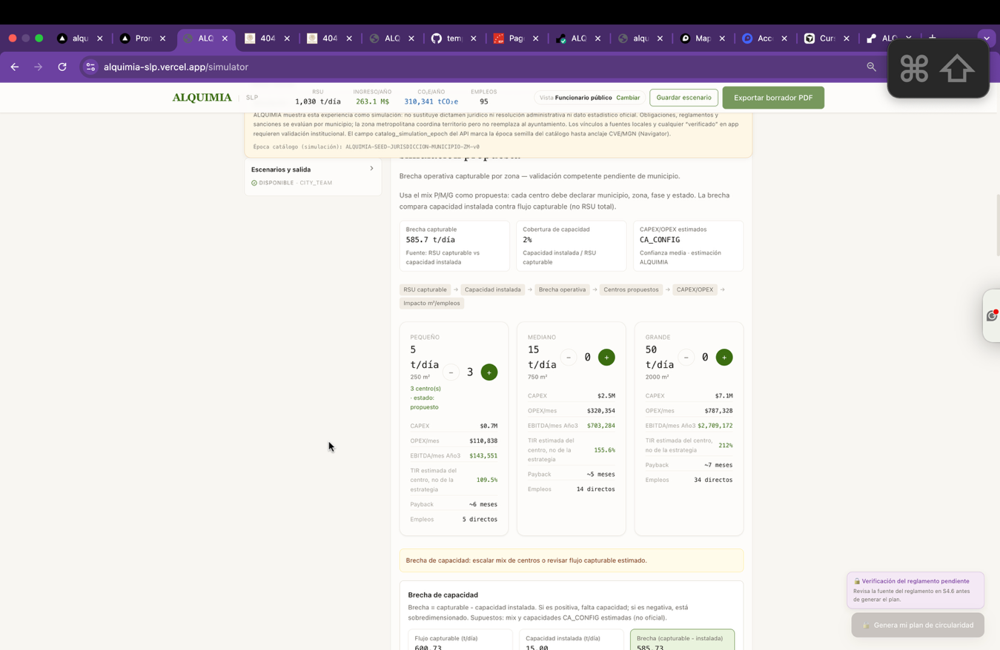 alqu
Pron
ALQ
404
404
ALQ
tem
Pag
ALQ
alqu
Map
Acc
Curs
ALQ
alquimia-slp.vercel.app/simulator
ALQUIMIA
SLP
RSU
1,030 t/día
INGRESO/AÑO
263.1 M$
CO₂E/AÑO
310,341 tCO₂e
EMPLEOS
95
Vista Funcionario público Cambiar
Guardar escenario
Exportar borrador PDF
ALQUIMIA muestra esta experiencia como simulación: no sustituye dictamen jurídico ni resolución administrativa ni dato estadístico oficial. Obligaciones, reglamentos y
sanciones se evalúan por municipio; la zona metropolitana coordina territorio pero no reemplaza al ayuntamiento. Los vínculos a fuentes locales y cualquier "verificado" en app
requieren validación institucional. El campo catalog_simulation_epoch del API marca la época semilla del catálogo hasta anclaje CVE/MGN (Navigator).
Época catálogo (simulación): ALQUIMIA-SEED-JURISDICCION-MUNICIPIO-ZM-v0
Escenarios y salida
DISPONIBLE · CITY_TEAM
Brecha operativa capturable por zona — validación competente pendiente de municipio.
Usa el mix P/M/G como propuesta: cada centro debe declarar municipio, zona, fase y estado. La brecha
compara capacidad instalada contra flujo capturable (no RSU total).
Brecha capturable
585.7 t/día
Fuente: RSU capturable vs
capacidad instalada
Cobertura de capacidad
2%
Capacidad instalada / RSU
capturable
CAPEX/OPEX estimados
CA_CONFIG
Confianza media · estimación
ALQUIMIA
RSU capturable → Capacidad instalada → Brecha operativa → Centros propuestos → CAPEX/OPEX →
Impacto m²/empleos
PEQUEÑO
5
t/día
250 m²
3 centro(s)
· estado:
propuesto
− 3 +
CAPEX $0.7M
OPEX/mes $110,838
EBITDA/mes Año3 $143,551
TIR estimada del
centro, no de la
estrategia
109.5%
Payback ~6 meses
Empleos 5 directos
MEDIANO
15
t/día
750 m²
− 0 +
CAPEX $2.5M
OPEX/mes $320,354
EBITDA/mes Año3 $703,284
TIR estimada del
centro, no de la
estrategia
155.6%
Payback ~5 meses
Empleos 14 directos
GRANDE
50
t/día
2000 m²
− 0 +
CAPEX $7.1M
OPEX/mes $787,328
EBITDA/mes Año3 $2,709,172
TIR estimada del centro,
no de la estrategia
212%
Payback ~7 meses
Empleos 34 directos
Brecha de capacidad: escalar mix de centros o revisar flujo capturable estimado.
Brecha de capacidad
Brecha = capturable - capacidad instalada. Si es positiva, falta capacidad; si es negativa, está
sobredimensionado. Supuestos: mix y capacidades CA_CONFIG estimadas (no oficial).
Flujo capturable (t/día)
600.73
Capacidad instalada (t/día)
15.00
Brecha (capturable - instalada)
585.73
Verificación del reglamento pendiente
Revisa la fuente del reglamento en S4.6 antes
de generar el plan.
Genera mi plan de circularidad